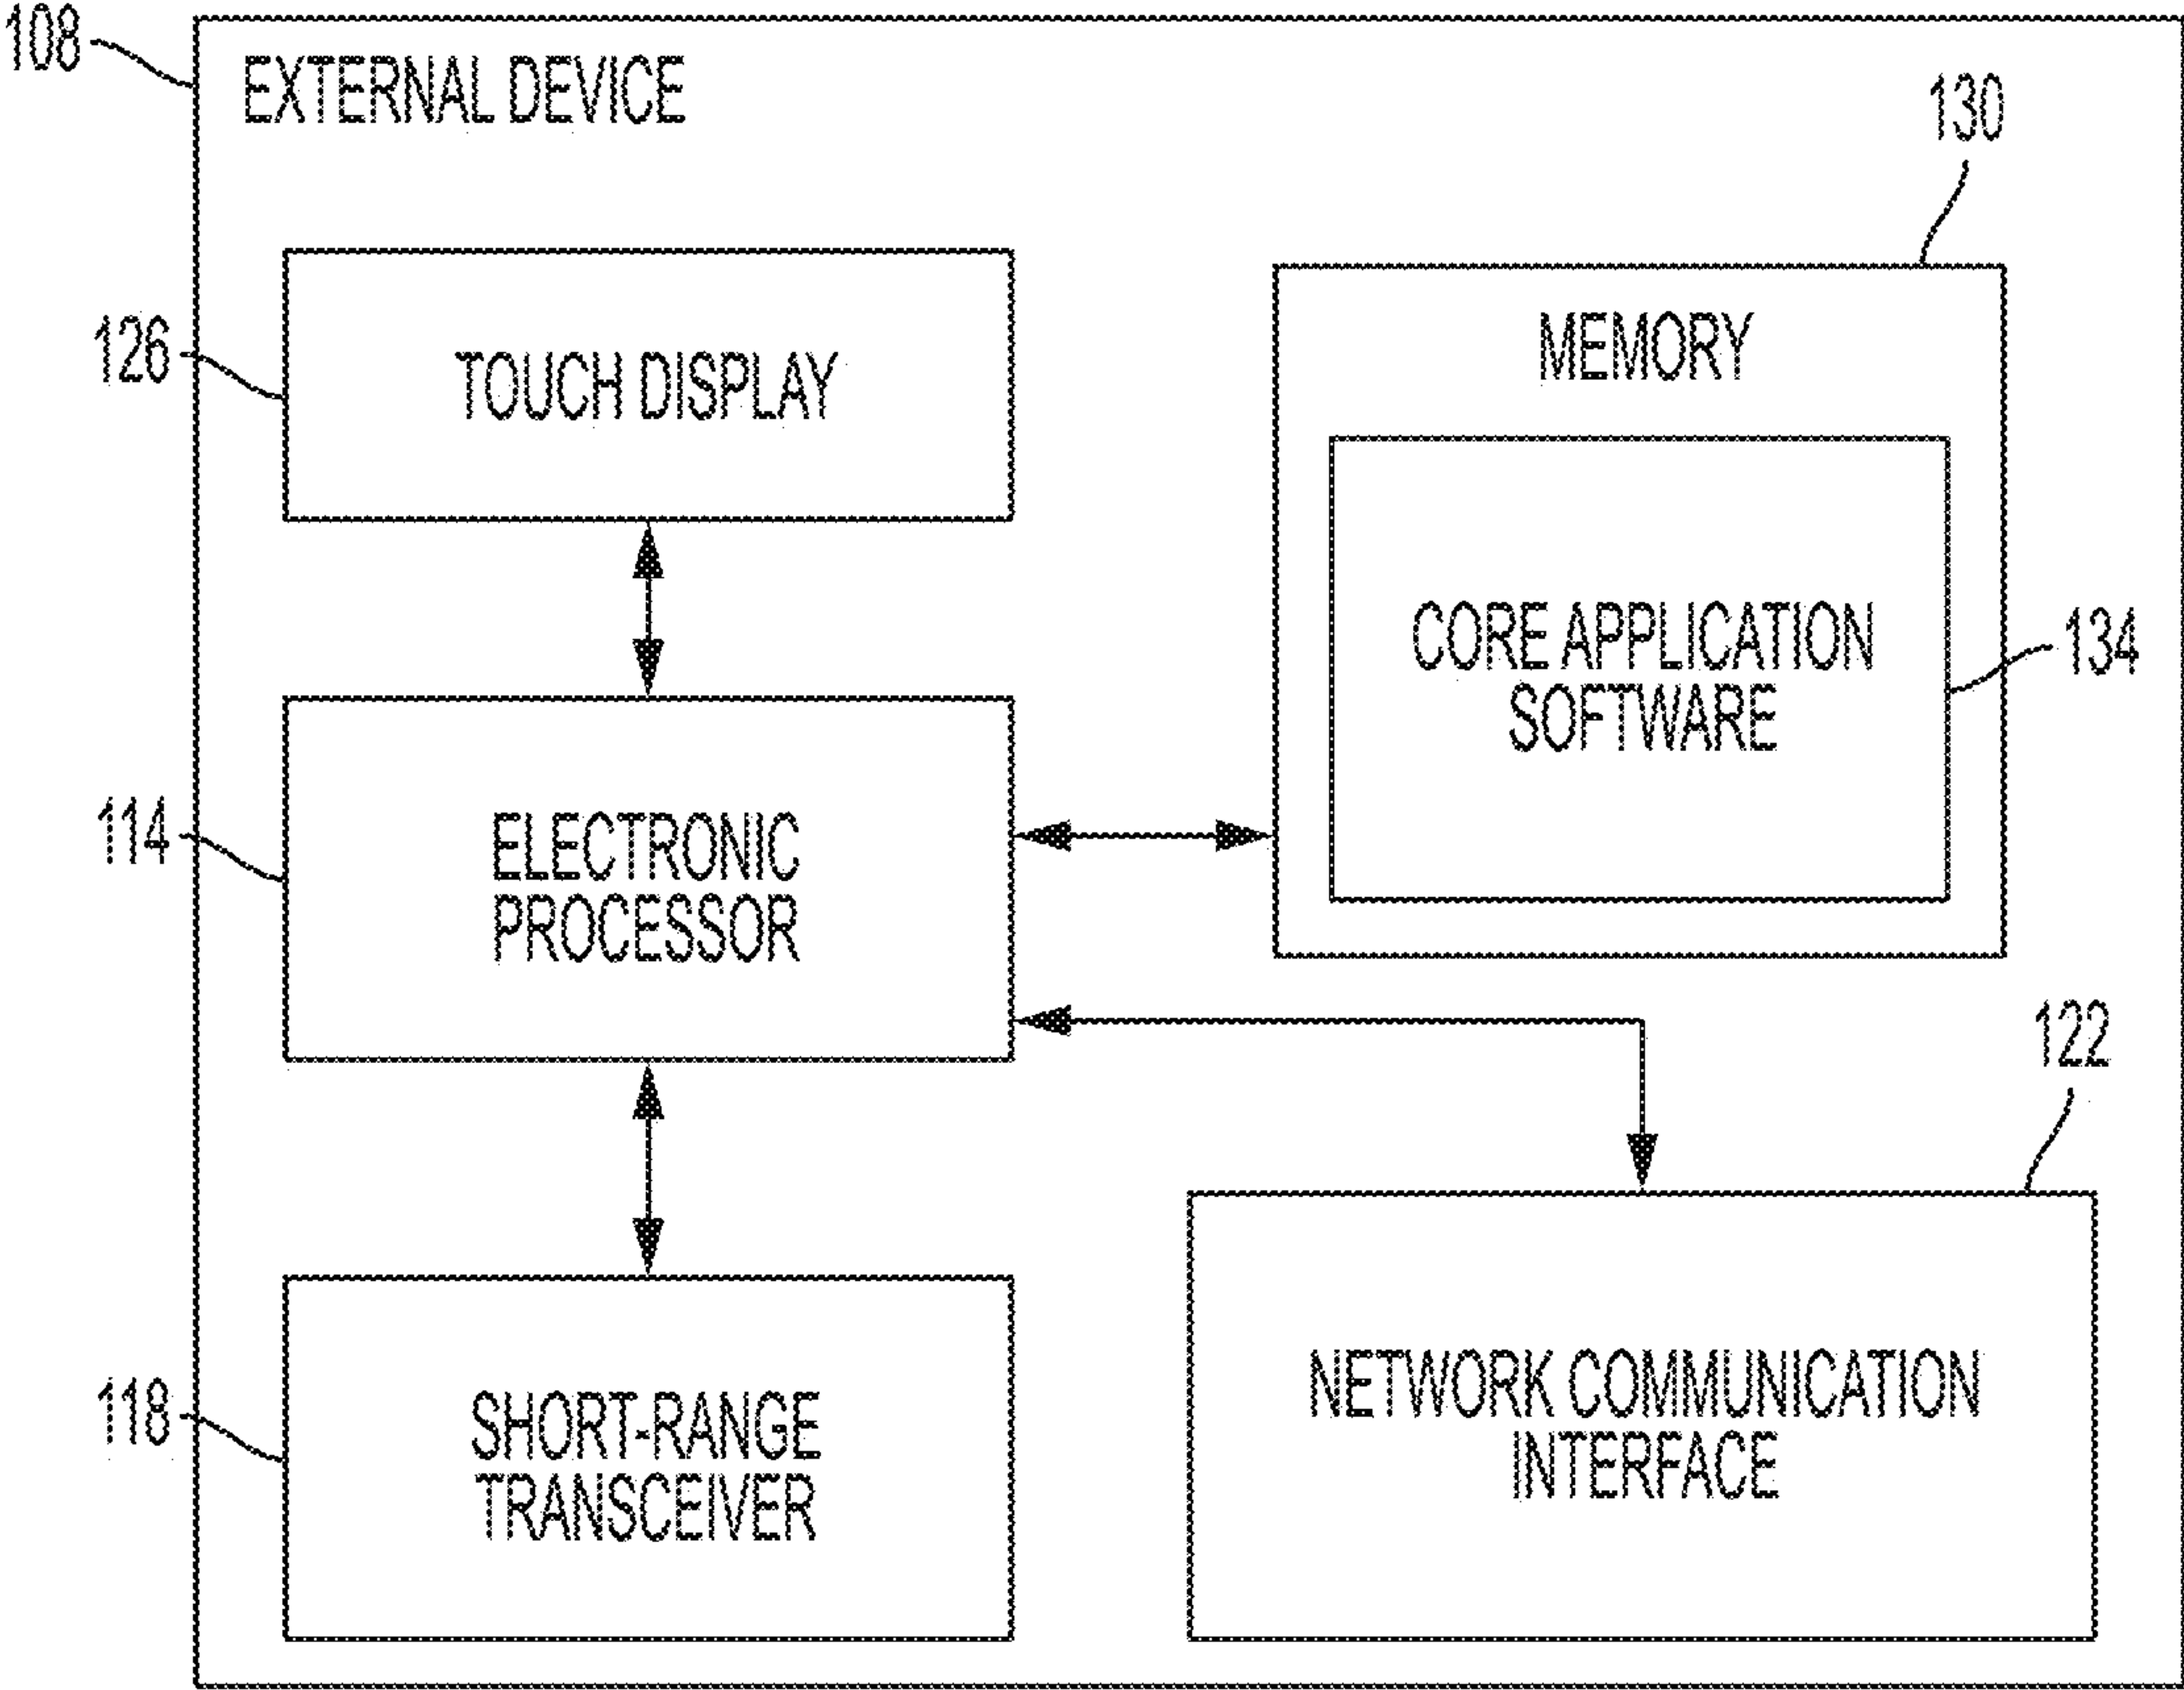 108
EXTERNAL DEVICE
130
126
TOUCH DISPLAY
MEMORY
CORE APPLICATION
SOFTWARE
134
114
ELECTRONIC
PROCESSOR
122
118
SHORT-RANGE
TRANSCEIVER
NETWORK COMMUNICATION
INTERFACE